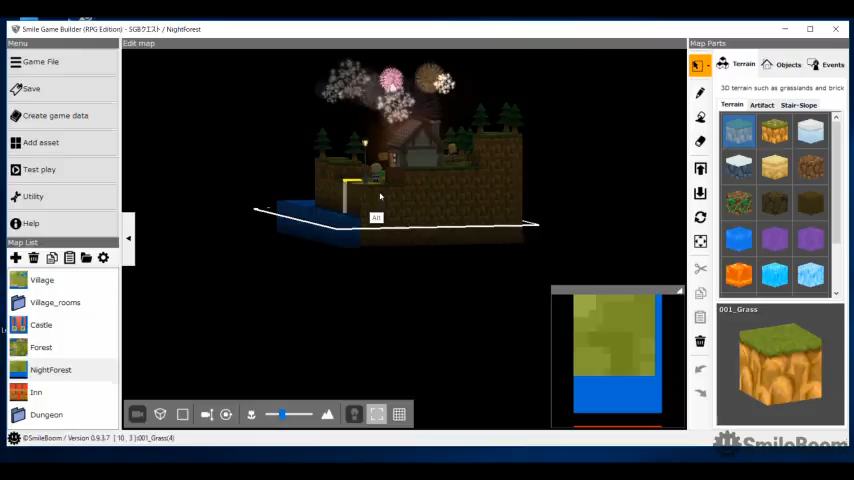 Smile Game Builder (RPG Edition) - SGBクエスト / NightForest
Menu
Edit map
Map Parts
Game File
Save
Create game data
Add asset
Test play
Utility
Help
Terrain
Objects
Events
3D terrain such as grasslands and brick
Terrain
Artifact
Stair-Slope
Alt
Map List
Village
Village_rooms
Castle
Forest
NightForest
Inn
Dungeon
001_Grass
©SmileBoom / Version 0.9.3.7 [ 10 , 3 ]:001_Grass(4)
SmileBoom